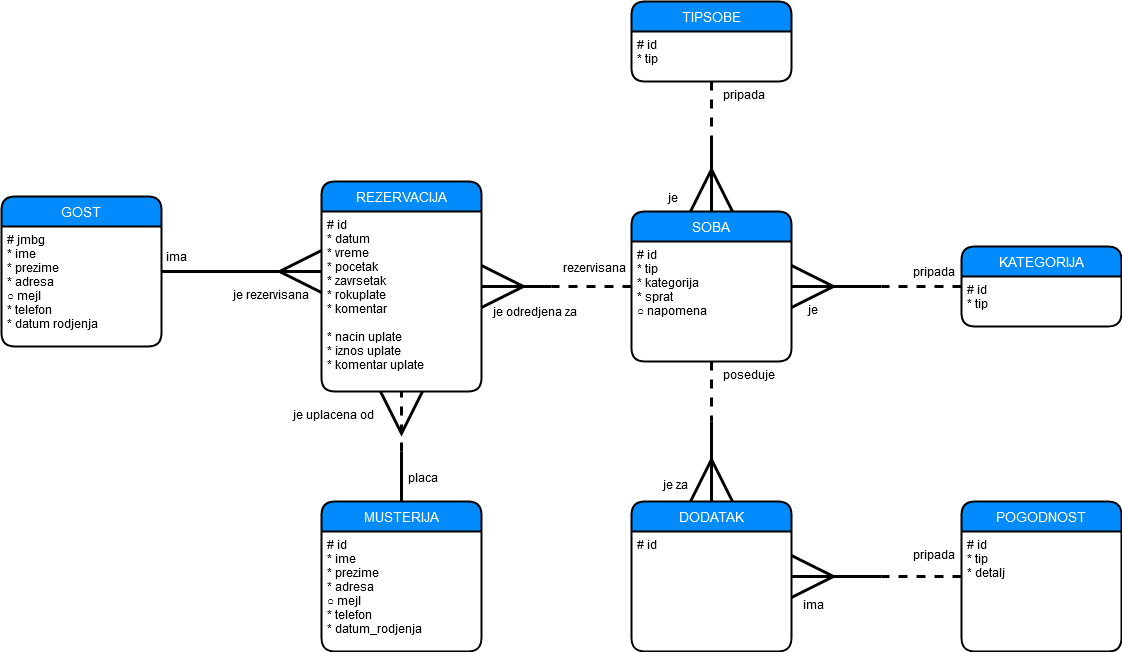 TIPSOBE
# id
* tip
pripada
je
GOST
# jmbg
* ime
* prezime
* adresa
○ mejl
* telefon
* datum rodjenja
ima
je rezervisana
REZERVACIJA
# id
* datum
* vreme
* pocetak
* zavrsetak
* rokuplate
* komentar
* nacin uplate
* iznos uplate
* komentar uplate
rezervisana
je odredjena za
SOBA
# id
* tip
* kategorija
* sprat
○ napomena
pripada
je
KATEGORIJA
# id
* tip
je uplacena od
placa
poseduje
je za
MUSTERIJA
# id
* ime
* prezime
* adresa
○ mejl
* telefon
* datum_rodjenja
DODATAK
# id
pripada
ima
POGODNOST
# id
* tip
* detalj